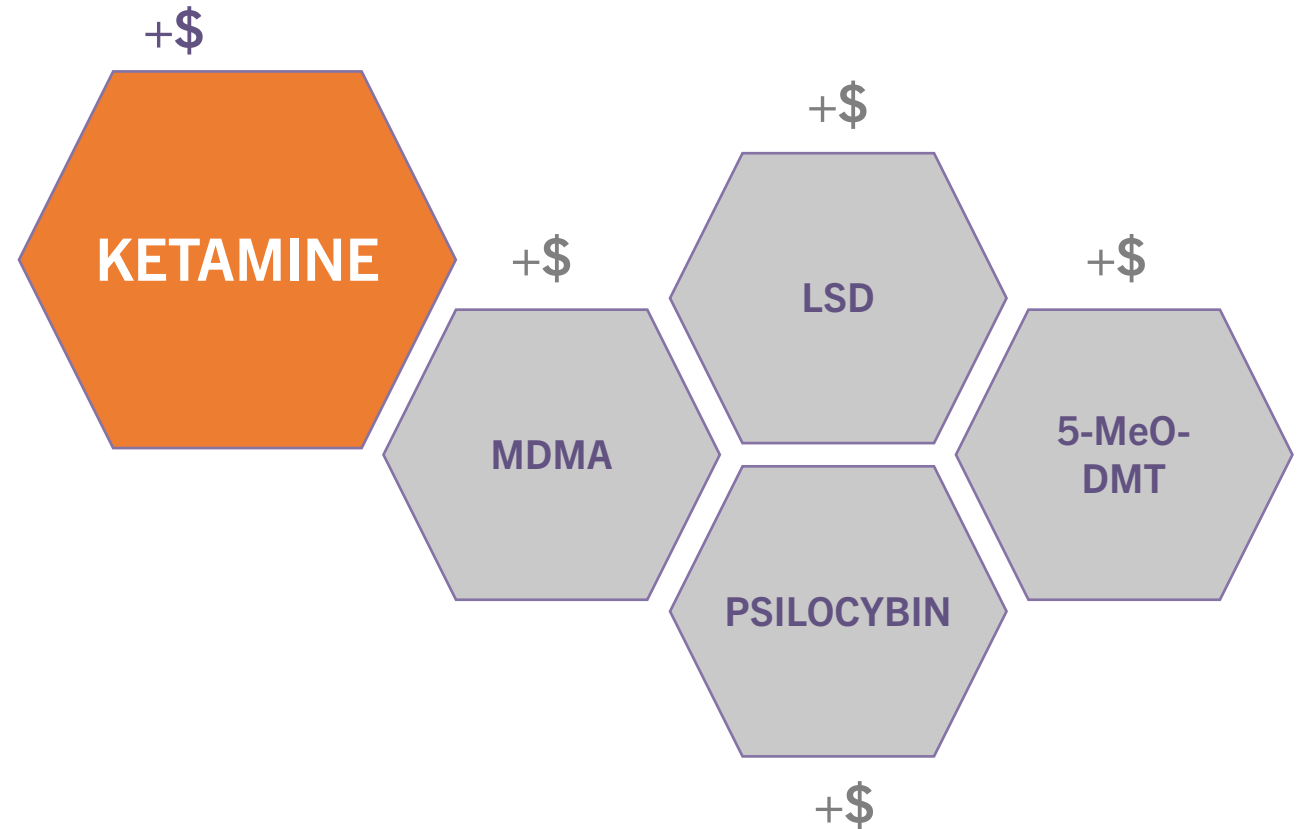 +$
KETAMINE
+$
MDMA
+$
LSD
+$
5-MeO-
DMT
PSILOCYBIN
+$